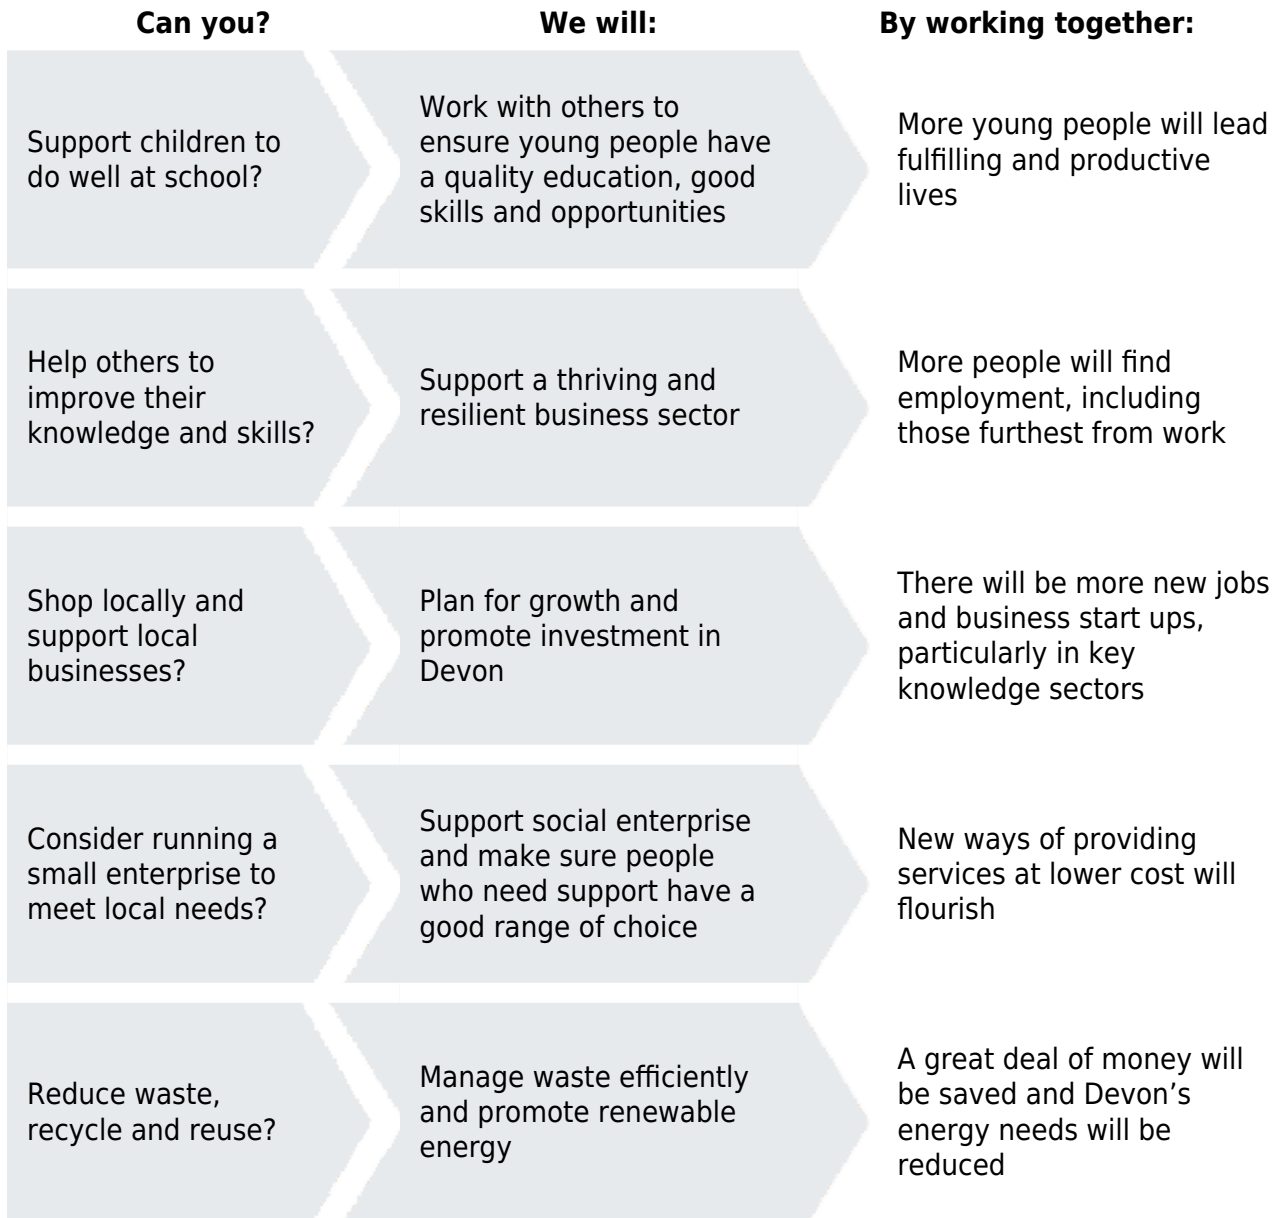 Can you?
We will:
By working together:
Support children to
do well at school?
Work with others to
ensure young people have
a quality education, good
skills and opportunities
More young people will lead
fulfilling and productive
lives
Help others to
improve their
knowledge and skills?
Support a thriving and
resilient business sector
More people will find
employment, including
those furthest from work
Shop locally and
support local
businesses?
Plan for growth and
promote investment in
Devon
There will be more new jobs
and business start ups,
particularly in key
knowledge sectors
Consider running a
small enterprise to
meet local needs?
Support social enterprise
and make sure people
who need support have a
good range of choice
New ways of providing
services at lower cost will
flourish
Reduce waste,
recycle and reuse?
Manage waste efficiently
and promote renewable
energy
A great deal of money will
be saved and Devon’s
energy needs will be
reduced